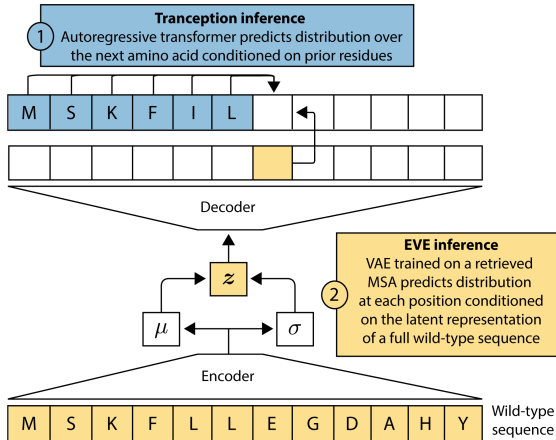 1
Tranception inference
Autoregressive transformer predicts distribution over
the next amino acid conditioned on prior residues
M S K F I L
Decoder
z
EVE inference
VAE trained on a retrieved
MSA predicts distribution
at each position conditioned
on the latent representation
of a full wild-type sequence
2
μ σ
Encoder
M S K F L L E G D A H Y
Wild-type
sequence